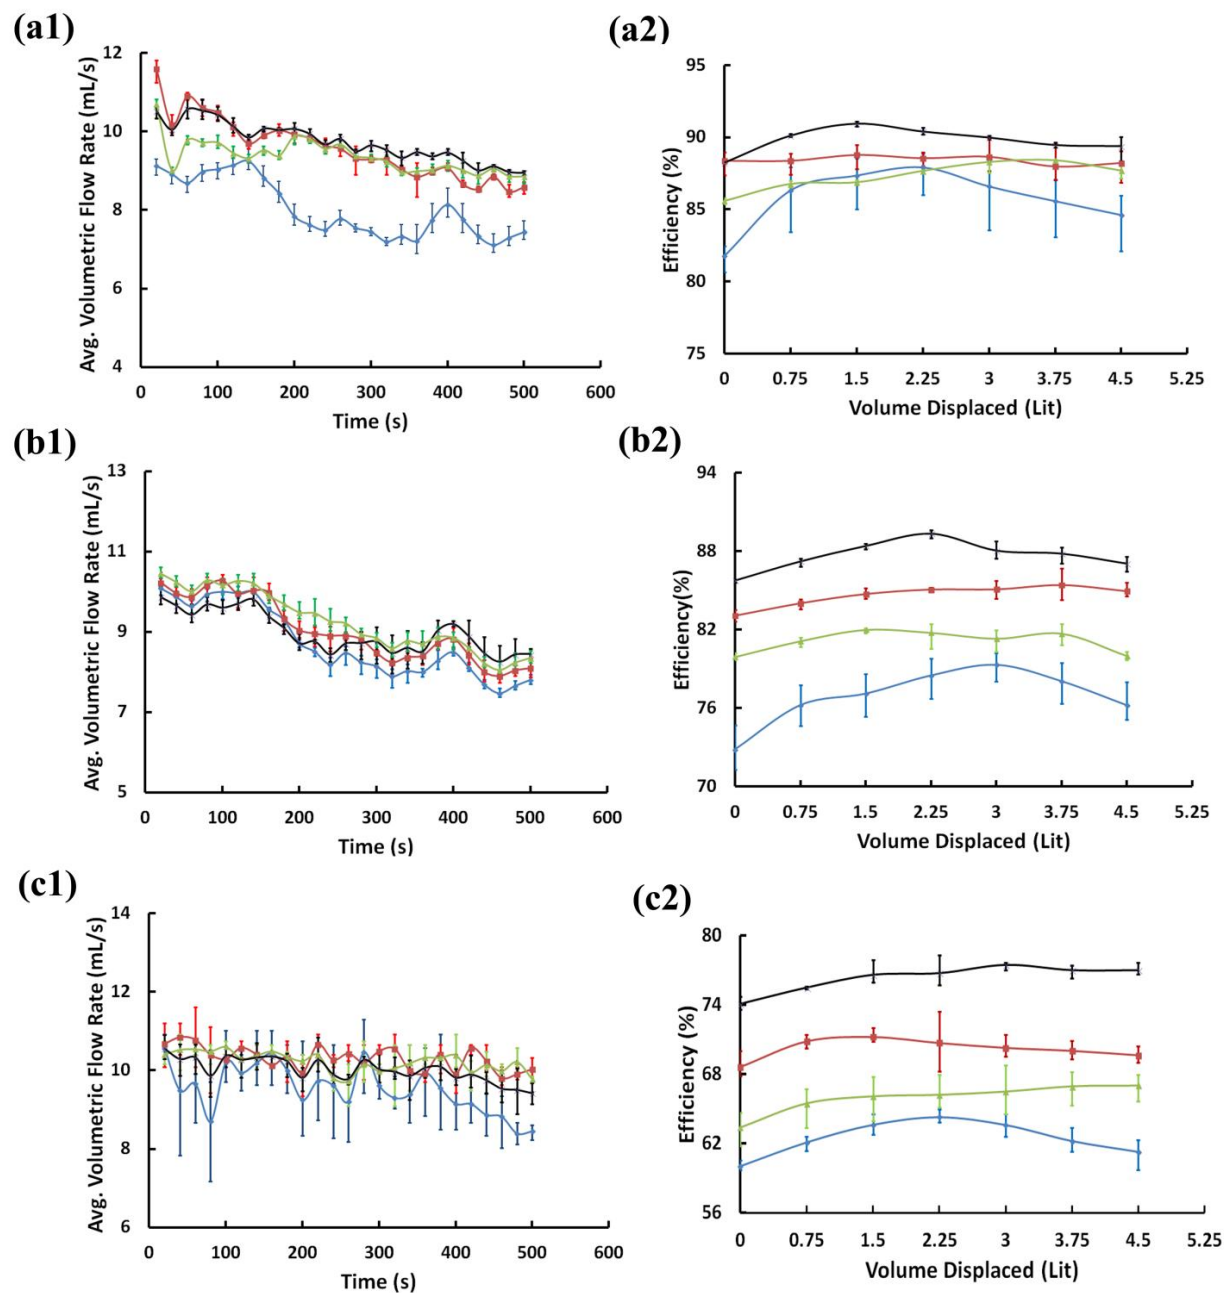 (a1)
Avg. Volumetric Flow Rate (mL/s)
12
10
8
6
4
0 100 200 300 400 500 600
Time (s)
(a2)
Efficiency (%)
95
90
85
80
75
0 0.75 1.5 2.25 3 3.75 4.5 5.25
Volume Displaced (Lit)
(b1)
Avg. Volumetric Flow Rate (mL/s)
13
11
9
7
5
0 100 200 300 400 500 600
Time (s)
(b2)
Efficiency(%)
94
88
82
76
70
0 0.75 1.5 2.25 3 3.75 4.5 5.25
Volume Displaced (Lit)
(c1)
Avg. Volumetric Flow Rate (mL/s)
14
12
10
8
6
0 100 200 300 400 500 600
Time (s)
(c2)
Efficiency (%)
80
74
68
62
56
0 0.75 1.5 2.25 3 3.75 4.5 5.25
Volume Displaced (Lit)